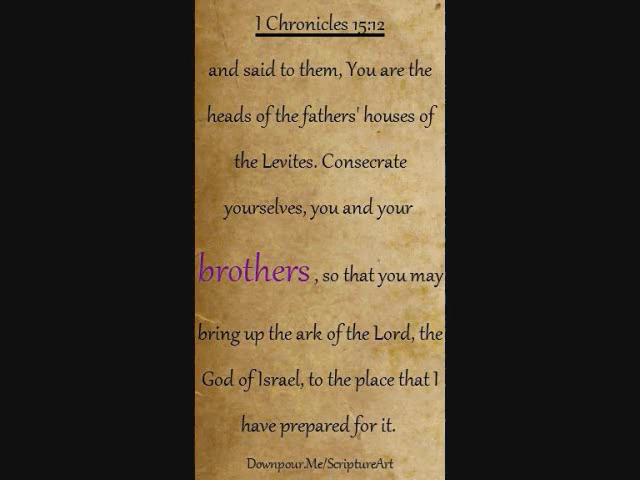 1 Chronicles 15:12
and said to them, You are the
heads of the fathers' houses of
the Levites. Consecrate
yourselves, you and your
brothers , so that you may
bring up the ark of the Lord, the
God of Israel, to the place that I
have prepared for it.
Downpour.Me/ScriptureArt